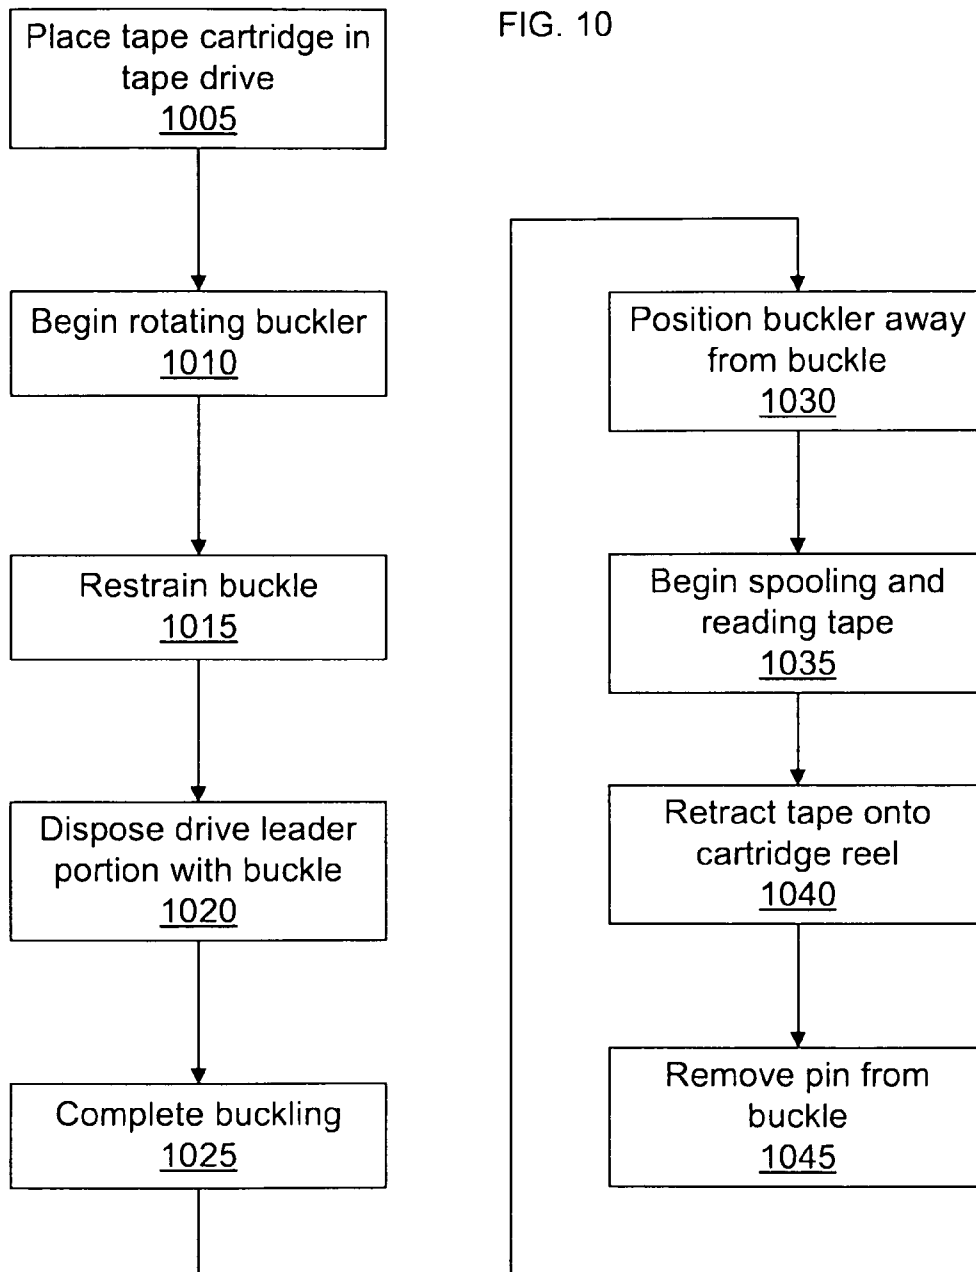 FIG. 10
Place tape cartridge in
tape drive
1005
Begin rotating buckler
1010
Restrain buckle
1015
Dispose drive leader
portion with buckle
1020
Complete buckling
1025
Position buckler away
from buckle
1030
Begin spooling and
reading tape
1035
Retract tape onto
cartridge reel
1040
Remove pin from
buckle
1045